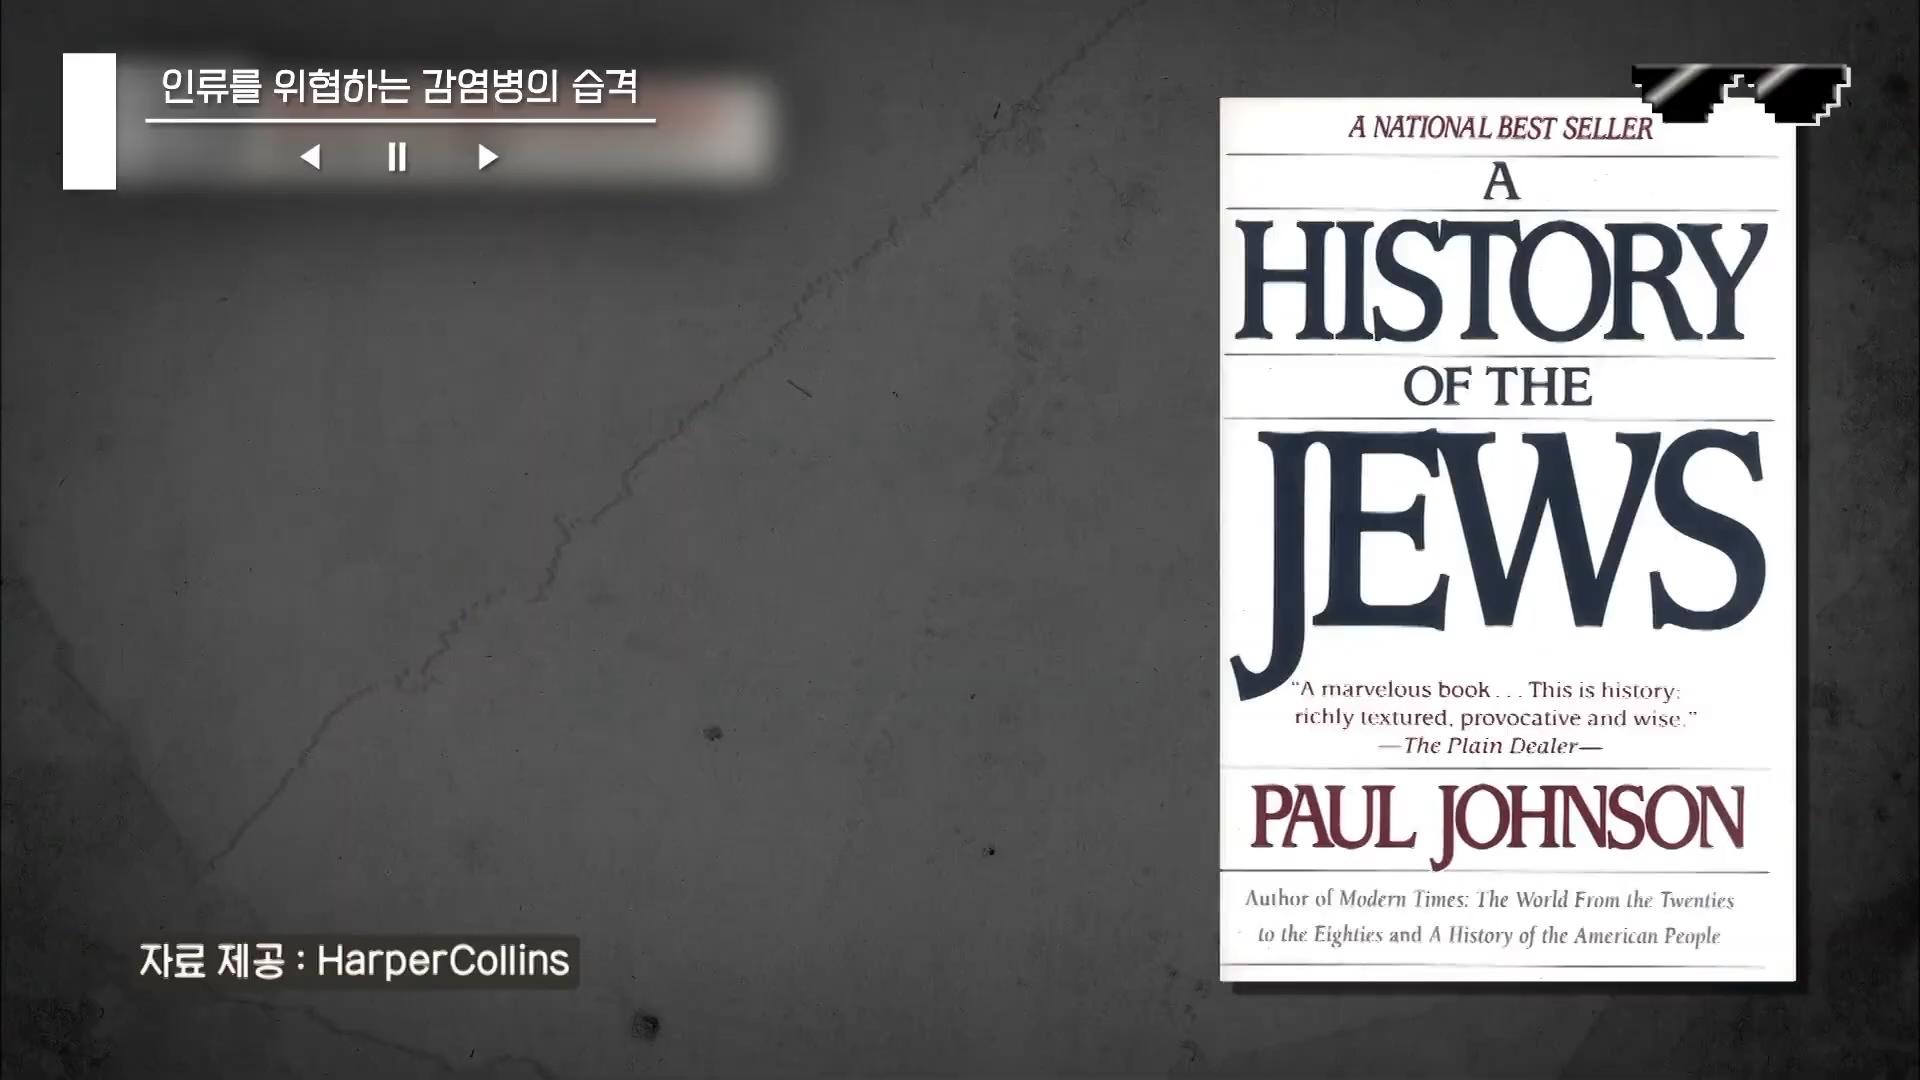 인류를 위협하는 감염병의 습격
A NATIONAL BEST SELLER
A
HISTORY
OF THE
JEWS
"A marvelous book . . . This is history:
richly textured, provocative and wise."
—The Plain Dealer—
PAUL JOHNSON
Author of Modern Times: The World From the Twenties
to the Eighties and A History of the American People
자료 제공 : HarperCollins